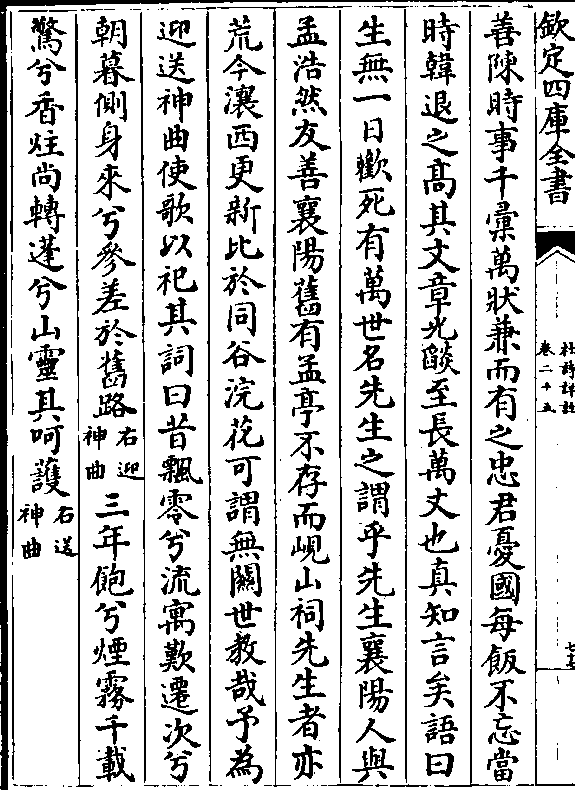 欽定四庫全書
杜詩詳註
卷二十五
善陳時事千彙萬狀兼而有之忠君憂國每飯不忘當
時韓退之高其文章光燄至長萬丈也真知言矣語曰
生無一日歡死有萬世名先生之謂乎先生襄陽人與
孟浩然友善襄陽舊有孟亭不存而峴山祠先生者亦
荒今瀼西更新比於同谷浣花可謂無關世教哉予為
迎送神曲使歌以祀其詞曰昔飄零兮流寓歎遷次兮
朝暮側身來兮參差於舊路右迎神曲三年飽兮煙霧千載
驚兮香炷尚轉蓬兮山靈其呵護右送神曲